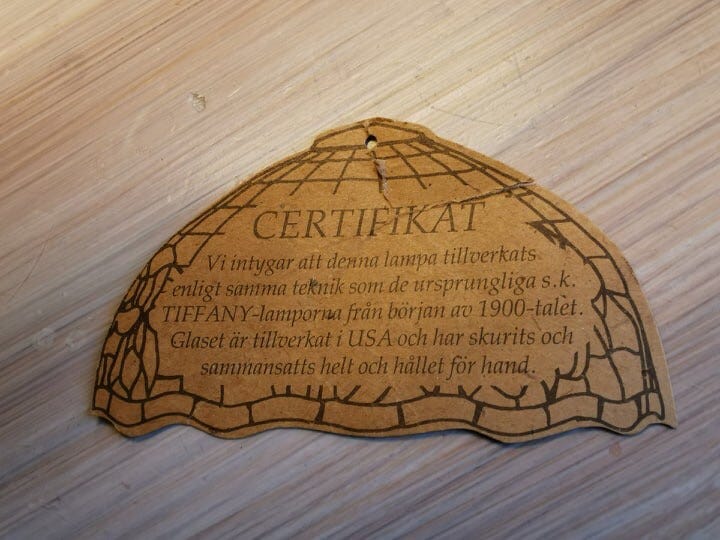 CERTIFIKAT
Vi intygar att denna lampa tillverkats
enligt samma teknik som de ursprungliga s.k.
TIFFANY-lamporna från början av 1900-talet.
Glaset är tillverkat i USA och har skurits och
sammansatts helt och hållet för hand.